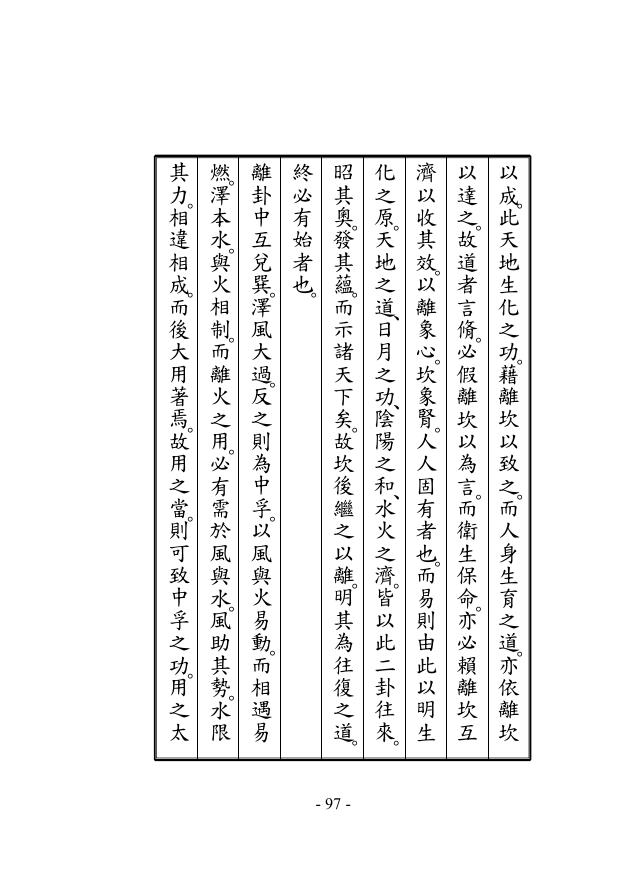 以成。此天地生化之功。藉離坎以致之。而人身生育之道。亦依離坎
以達之。故道者言脩。必假離坎以為言。而衛生保命。亦必賴離坎互
濟以收其效。以離象心。坎象腎。人人固有者也。而易則由此以明生
化之原。天地之道、日月之功、陰陽之和、水火之濟。皆以此二卦往來。
昭其奧。發其蘊。而示諸天下矣。故坎後繼之以離。明其為往復之道。
終必有始者也。
離卦中互兌巽。澤風大過。反之則為中孚。以風與火易動。而相遇易
燃。澤本水。與火相制。而離火之用。必有需於風與水。風助其勢。水限
其力。相違相成。而後大用著焉。故用之當。則可致中孚之功。用之太
- 97 -